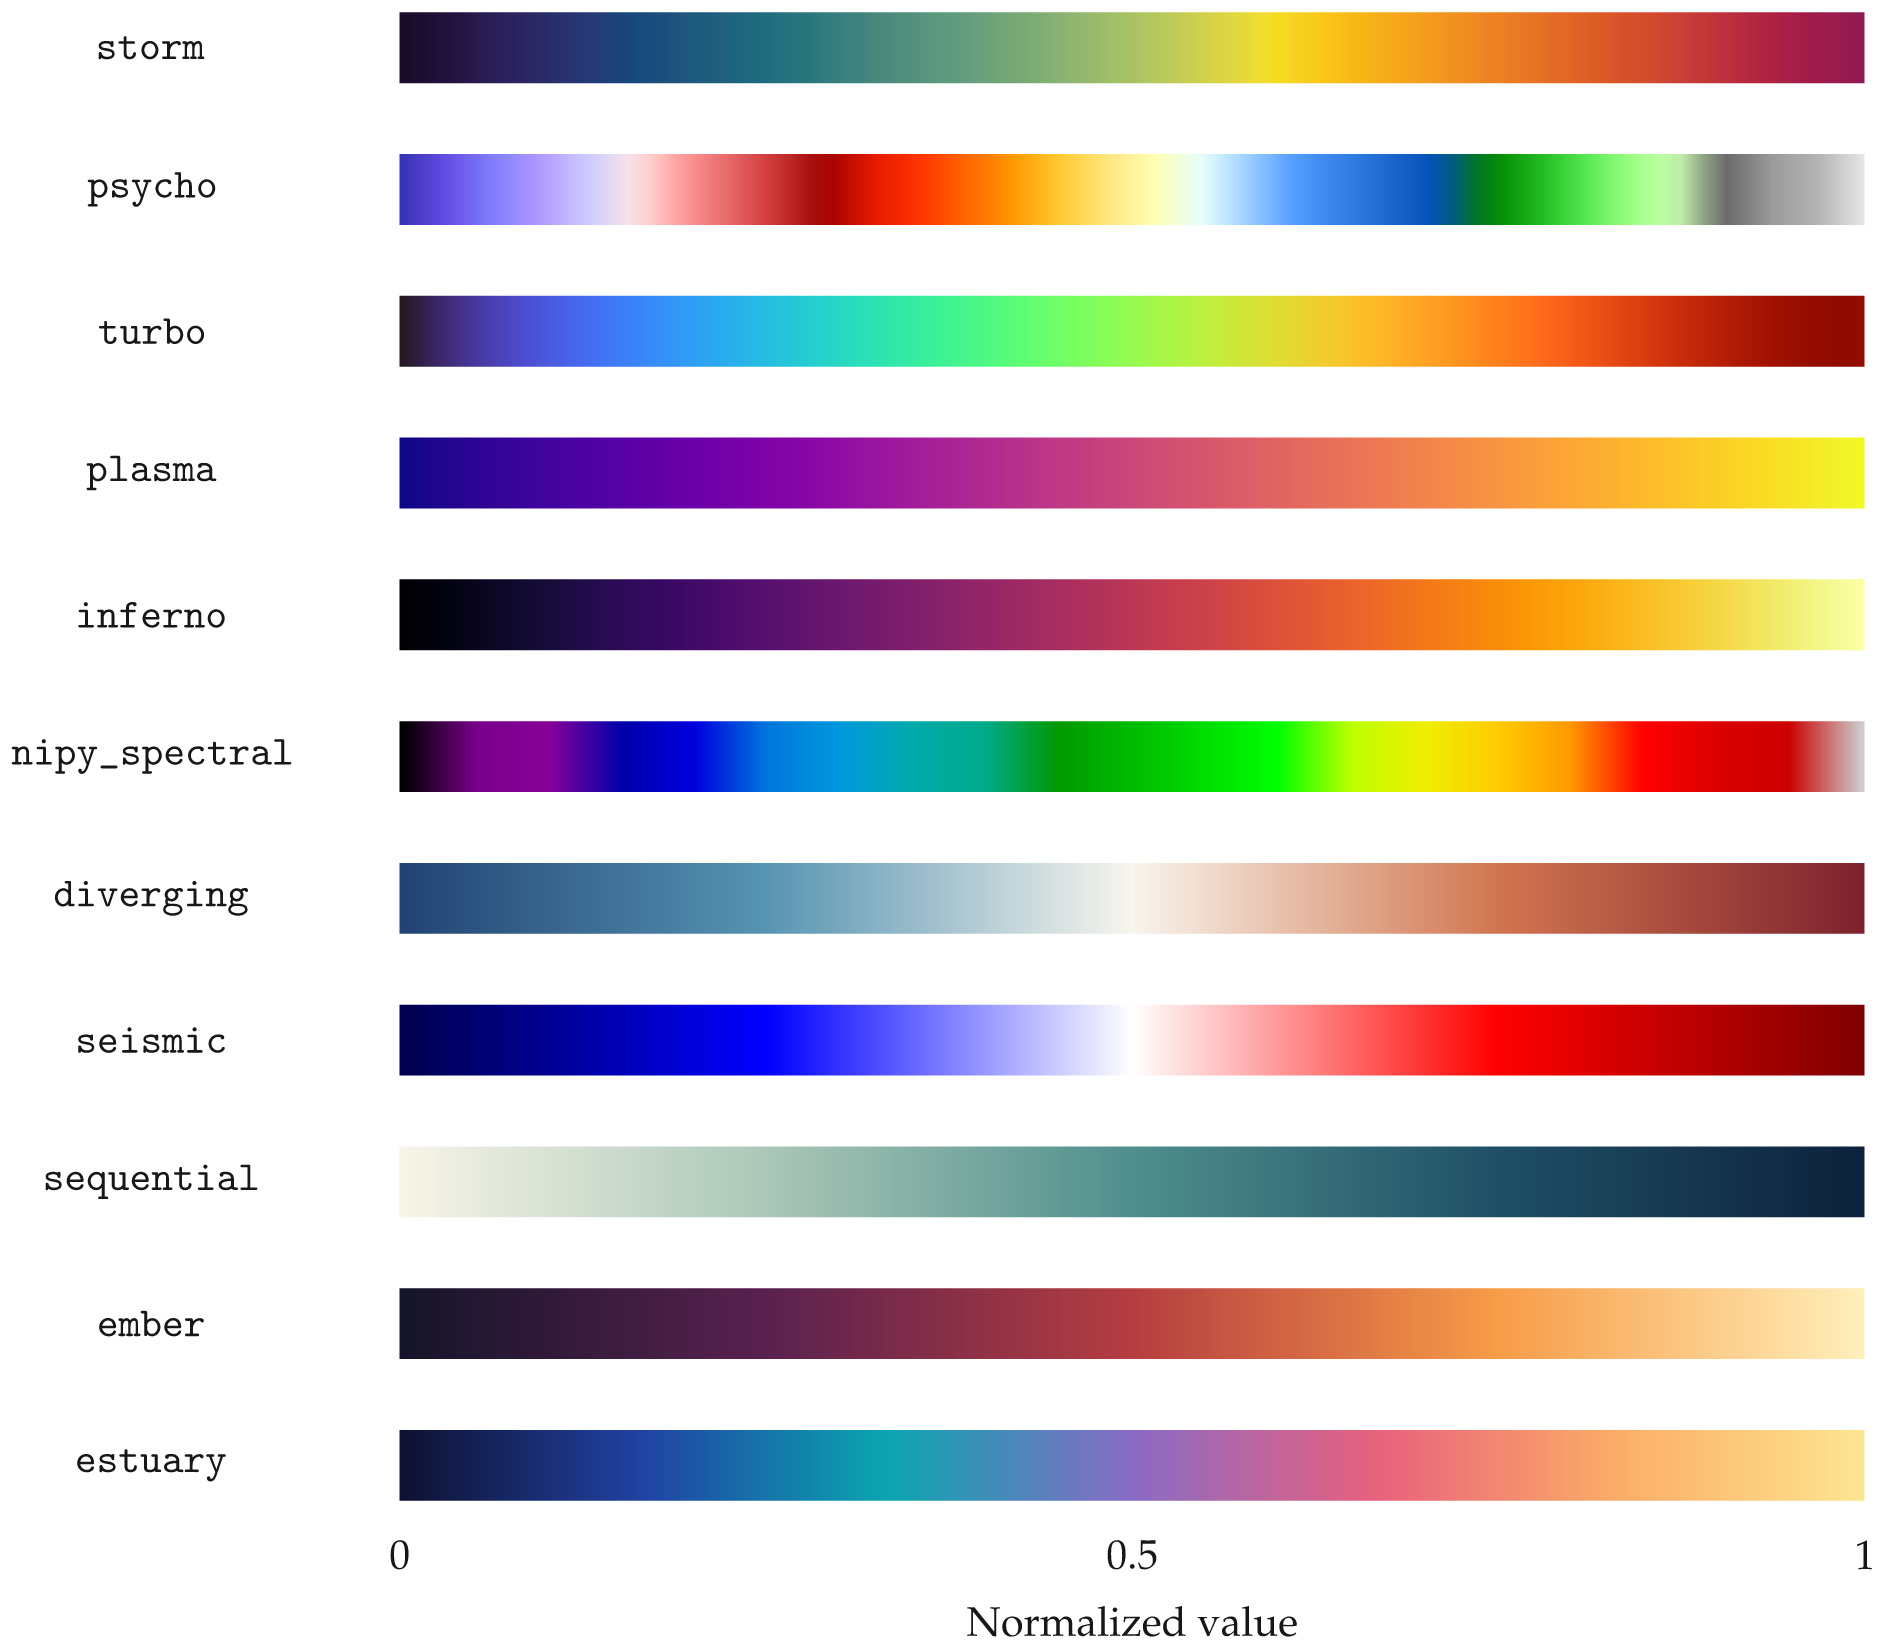 storm
psycho
turbo
plasma
inferno
nipy_spectral
diverging
seismic
sequential
ember
estuary
0 0.5 1
Normalized value